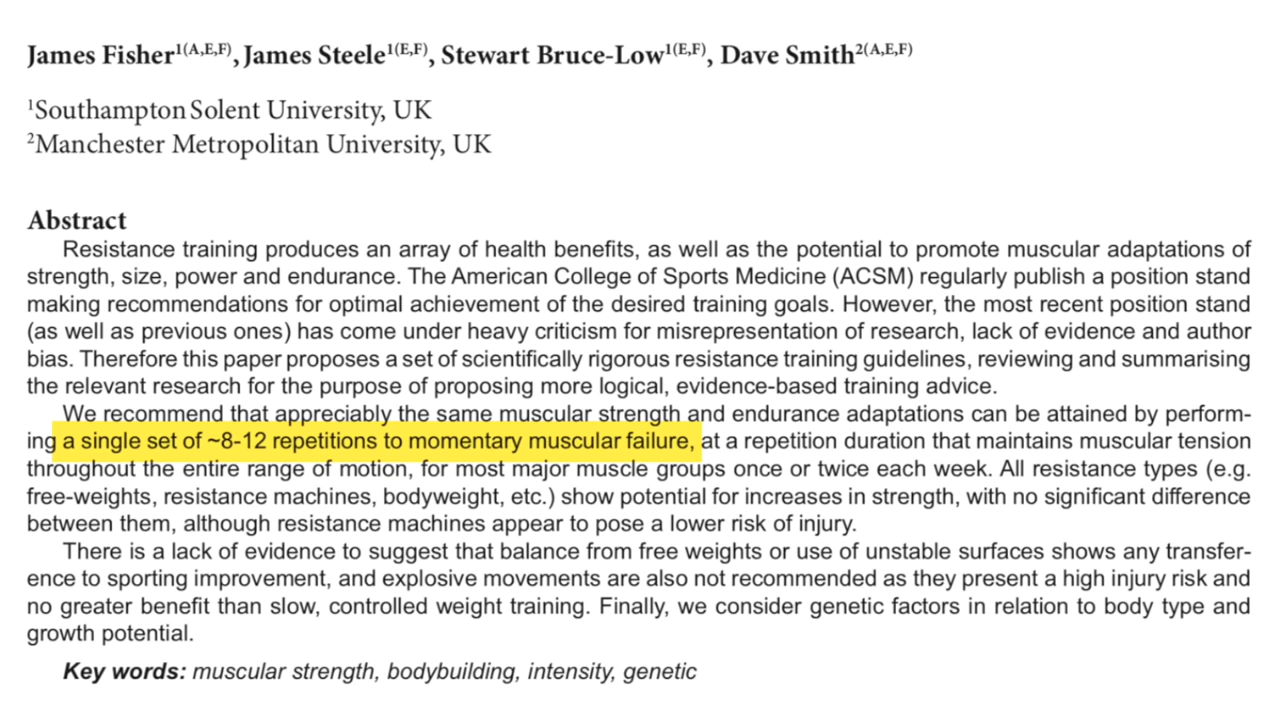 James Fisher1(A,E,F), James Steele1(E,F), Stewart Bruce-Low1(E,F), Dave Smith2(A,E,F)
1Southampton Solent University, UK
2Manchester Metropolitan University, UK
Abstract
Resistance training produces an array of health benefits, as well as the potential to promote muscular adaptations of
strength, size, power and endurance. The American College of Sports Medicine (ACSM) regularly publish a position stand
making recommendations for optimal achievement of the desired training goals. However, the most recent position stand
(as well as previous ones) has come under heavy criticism for misrepresentation of research, lack of evidence and author
bias. Therefore this paper proposes a set of scientifically rigorous resistance training guidelines, reviewing and summarising
the relevant research for the purpose of proposing more logical, evidence-based training advice.
We recommend that appreciably the same muscular strength and endurance adaptations can be attained by perform-
ing a single set of ~8-12 repetitions to momentary muscular failure, at a repetition duration that maintains muscular tension
throughout the entire range of motion, for most major muscle groups once or twice each week. All resistance types (e.g.
free-weights, resistance machines, bodyweight, etc.) show potential for increases in strength, with no significant difference
between them, although resistance machines appear to pose a lower risk of injury.
There is a lack of evidence to suggest that balance from free weights or use of unstable surfaces shows any transfer-
ence to sporting improvement, and explosive movements are also not recommended as they present a high injury risk and
no greater benefit than slow, controlled weight training. Finally, we consider genetic factors in relation to body type and
growth potential.
Key words: muscular strength, bodybuilding, intensity, genetic